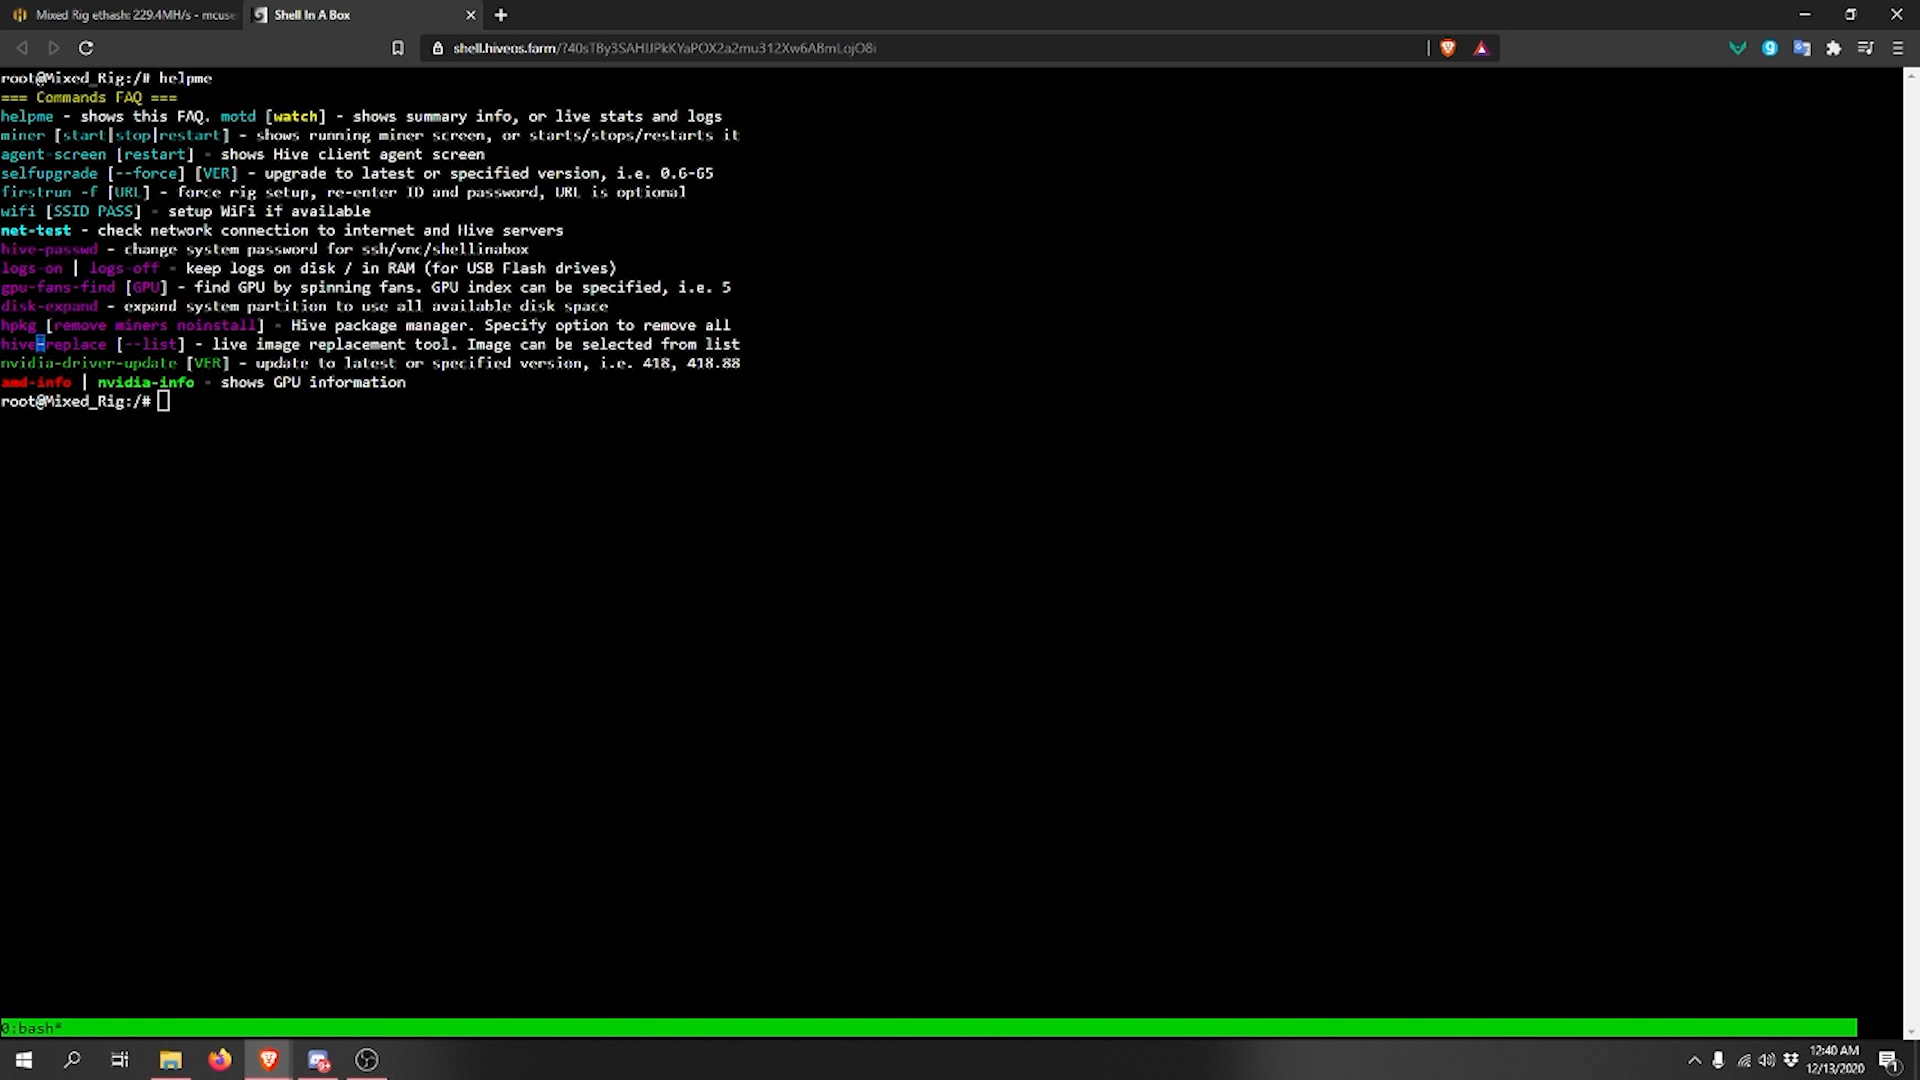 Mixed Rig ethash: 229.4MH/s - mcuse
Shell In A Box
shell.hiveos.farm/?40sTBy3SAHIJPkKYaPOX2a2mu312Xw6ABmLojO8i
root@Mixed_Rig:/# helpme
=== Commands FAQ ===
helpme - shows this FAQ. motd [watch] - shows summary info, or live stats and logs
miner [start|stop|restart] - shows running miner screen, or starts/stops/restarts it
agent-screen [restart] - shows Hive client agent screen
selfupgrade [--force] [VER] - upgrade to latest or specified version, i.e. 0.6-65
firstrun -f [URL] - force rig setup, re-enter ID and password, URL is optional
wifi [SSID PASS] - setup WiFi if available
net-test - check network connection to internet and Hive servers
hive-passwd - change system password for ssh/vnc/shellinabox
logs-on | logs-off - keep logs on disk / in RAM (for USB Flash drives)
gpu-fans-find [GPU] - find GPU by spinning fans. GPU index can be specified, i.e. 5
disk-expand - expand system partition to use all available disk space
hpkg [remove miners noinstall] - Hive package manager. Specify option to remove all
hive-replace [--list] - live image replacement tool. Image can be selected from list
nvidia-driver-update [VER] - update to latest or specified version, i.e. 418, 418.88
amd-info | nvidia-info - shows GPU information
root@Mixed_Rig:/#
0:bash*
12:40 AM
12/13/2020